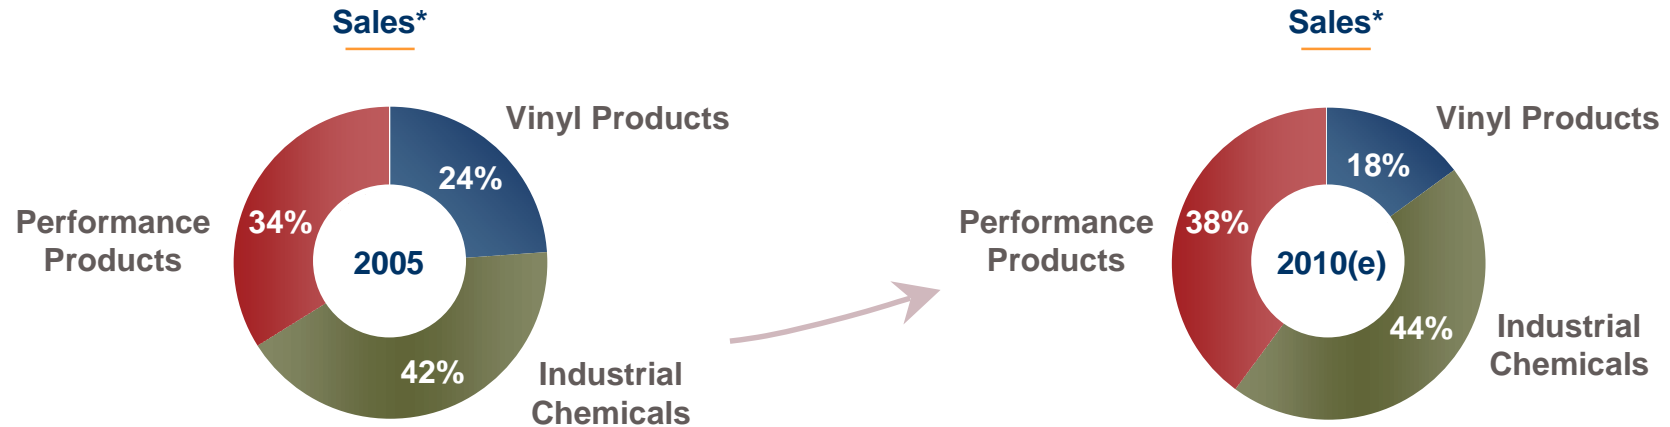 Sales*
Vinyl Products
24%
34%
Performance
Products
2005
42%
Industrial
Chemicals
Sales*
Vinyl Products
18%
38%
Performance
Products
2010(e)
44%
Industrial
Chemicals